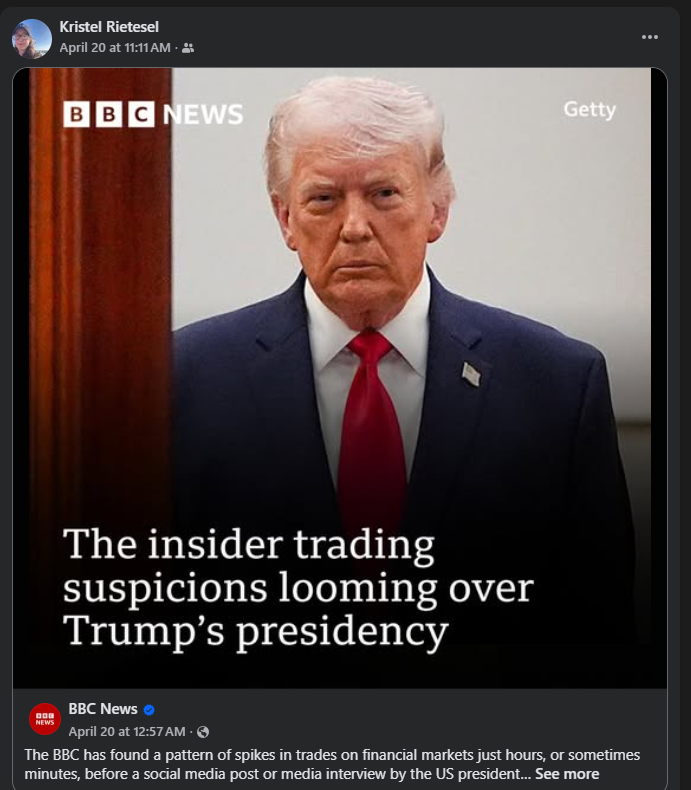 Kristel Rietesel
April 20 at 11:11 AM ·
BBC NEWS
Getty
The insider trading
suspicions looming over
Trump's presidency
BBC NEWS
BBC News
April 20 at 12:57 AM ·
The BBC has found a pattern of spikes in trades on financial markets just hours, or sometimes
minutes, before a social media post or media interview by the US president... See more